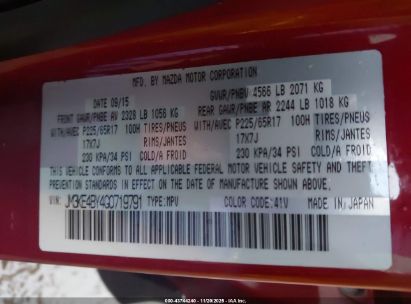 MFD. BY MAZDA MOTOR CORPORATION
DATE 09/15 GVWR/PNBV 4566 LB 2071 KG
FRONT GAWR/PNBE AV 2328 LB 1056 KG REAR GAWR/PNBE AR 2244 LB 1018 KG
WITH/AVEC P225/65R17 100H TIRES/PNEUS WITH/AVEC P225/65R17 100H TIRES/PNEUS
17X7J RIMS/JANTES 17X7J RIMS/JANTES
230 KPA/34 PSI COLD/A FROID 230 KPA/34 PSI COLD/A FROID
THIS VEHICLE CONFORMS TO ALL APPLICABLE FEDERAL MOTOR VEHICLE SAFETY AND THEFT
PREVENTION STANDARDS IN EFFECT ON THE DATE OF MANUFACTURE SHOWN ABOVE.
V.I.N. JM3KE4BY4G0719791 TYPE:MPV COLOR CODE:41V MADE IN JAPAN
000-43744240 - 11/20/2025 -